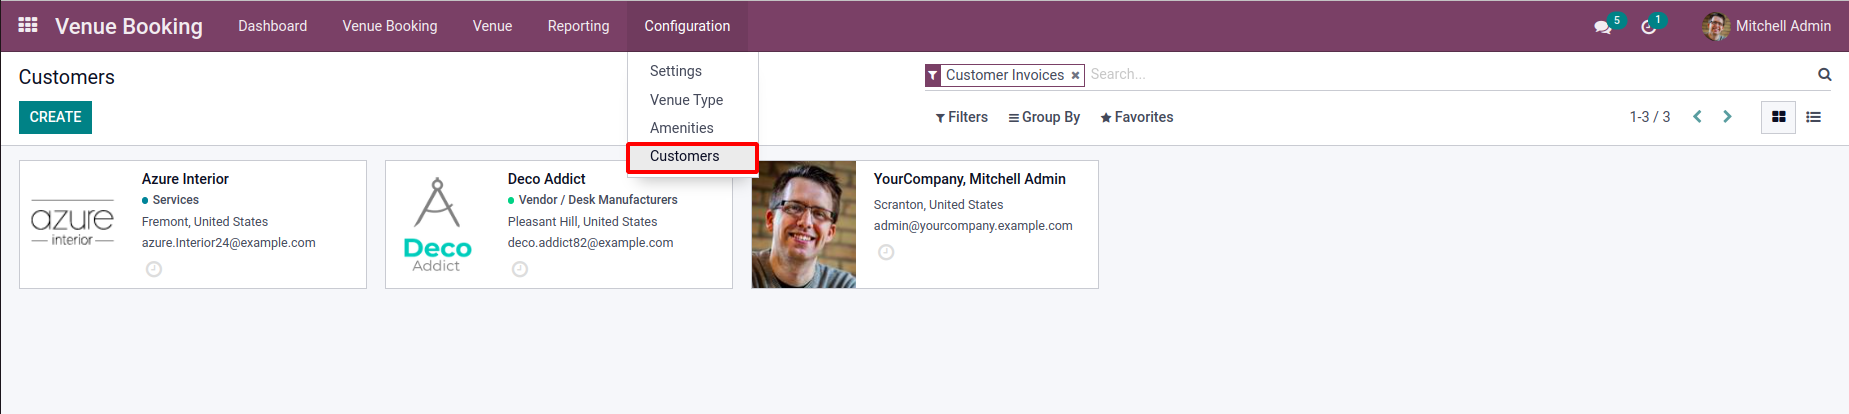 Venue Booking Dashboard Venue Booking Venue Reporting Configuration 5 1 Mitchell Admin
Customers
Settings
Customer Invoices × Search...
CREATE
Venue Type
Amenities
Customers
Filters Group By Favorites 1-3 / 3
azure
interior
Azure Interior
Services
Fremont, United States
azure.Interior24@example.com
Deco
Addict
Deco Addict
Vendor / Desk Manufacturers
Pleasant Hill, United States
deco.addict82@example.com
YourCompany, Mitchell Admin
Scranton, United States
admin@yourcompany.example.com